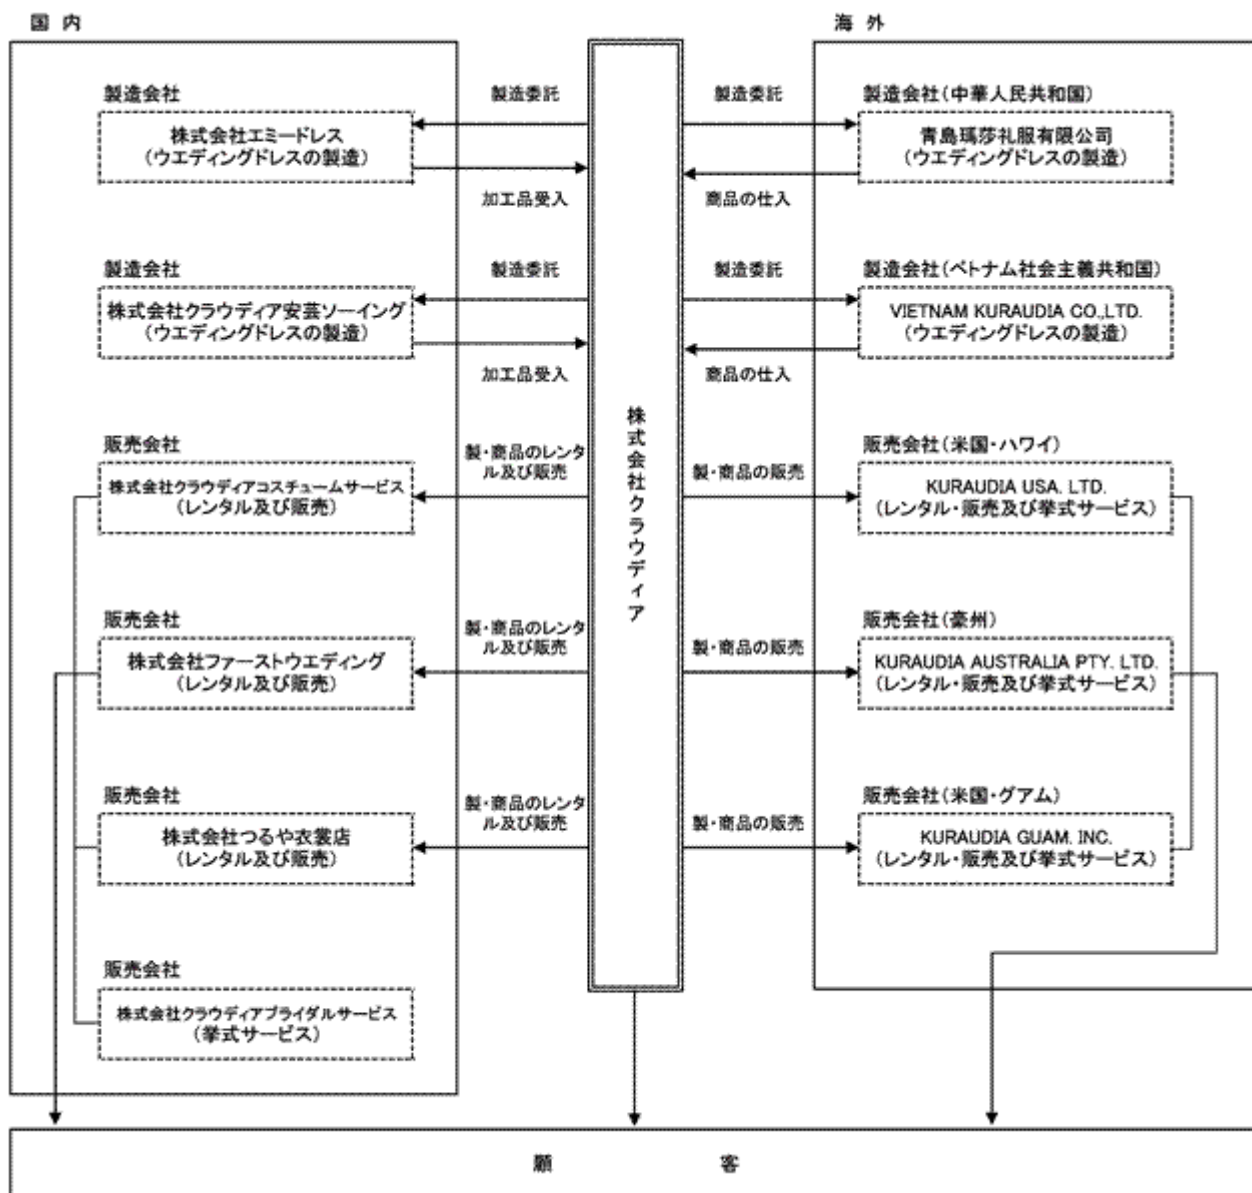 国内
海外
製造会社
製造委託
製造委託
製造会社(中華人民共和国)
株式会社エミードレス
(ウエディングドレスの製造)
青島瑪莎礼服有限公司
(ウエディングドレスの製造)
加工品受入
商品の仕入
製造会社
製造委託
製造委託
製造会社(ベトナム社会主義共和国)
株式会社クラウディア安芸ソーイング
(ウエディングドレスの製造)
VIETNAM KURAUDIA CO.,LTD.
(ウエディングドレスの製造)
加工品受入
商品の仕入
株式会社クラウディア
販売会社
製・商品のレンタ
ル及び販売
製・商品の販売
販売会社(米国・ハワイ)
株式会社クラウディアコスチュームサービス
(レンタル及び販売)
KURAUDIA USA. LTD.
(レンタル・販売及び挙式サービス)
販売会社
製・商品のレンタ
ル及び販売
製・商品の販売
販売会社(豪州)
株式会社ファーストウエディング
(レンタル及び販売)
KURAUDIA AUSTRALIA PTY. LTD.
(レンタル・販売及び挙式サービス)
販売会社
製・商品のレンタ
ル及び販売
製・商品の販売
販売会社(米国・グアム)
株式会社つるや衣裳店
(レンタル及び販売)
KURAUDIA GUAM. INC.
(レンタル・販売及び挙式サービス)
販売会社
株式会社クラウディアブライダルサービス
(挙式サービス)
顧客